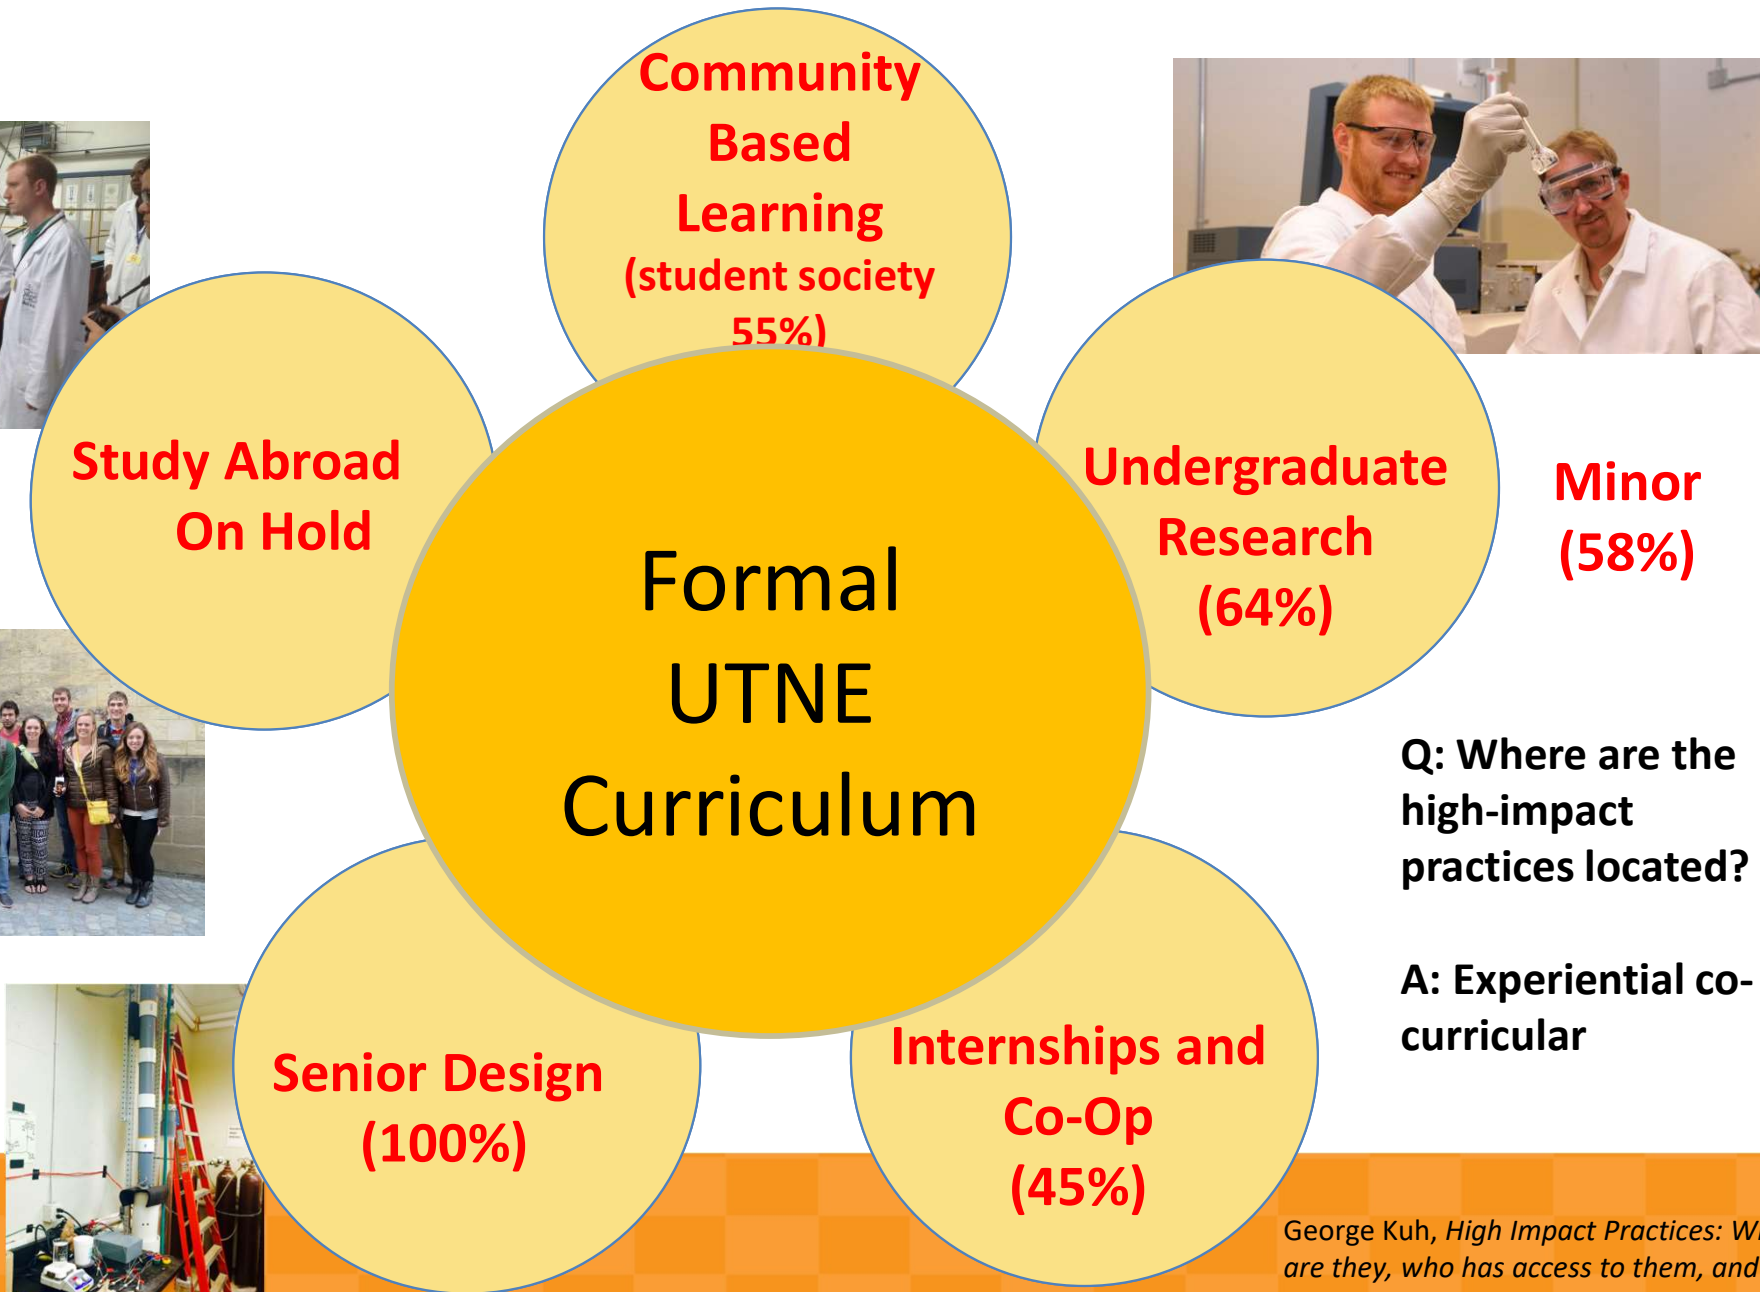 Community
Based
Learning
(student society
55%)
Study Abroad
On Hold
Undergraduate
Research
(64%)
Minor
(58%)
Formal
UTNE
Curriculum
Q: Where are the
high-impact
practices located?
A: Experiential co-
curricular
Senior Design
(100%)
Internships and
Co-Op
(45%)
George Kuh, High Impact Practices:
are they, who has access to them, and